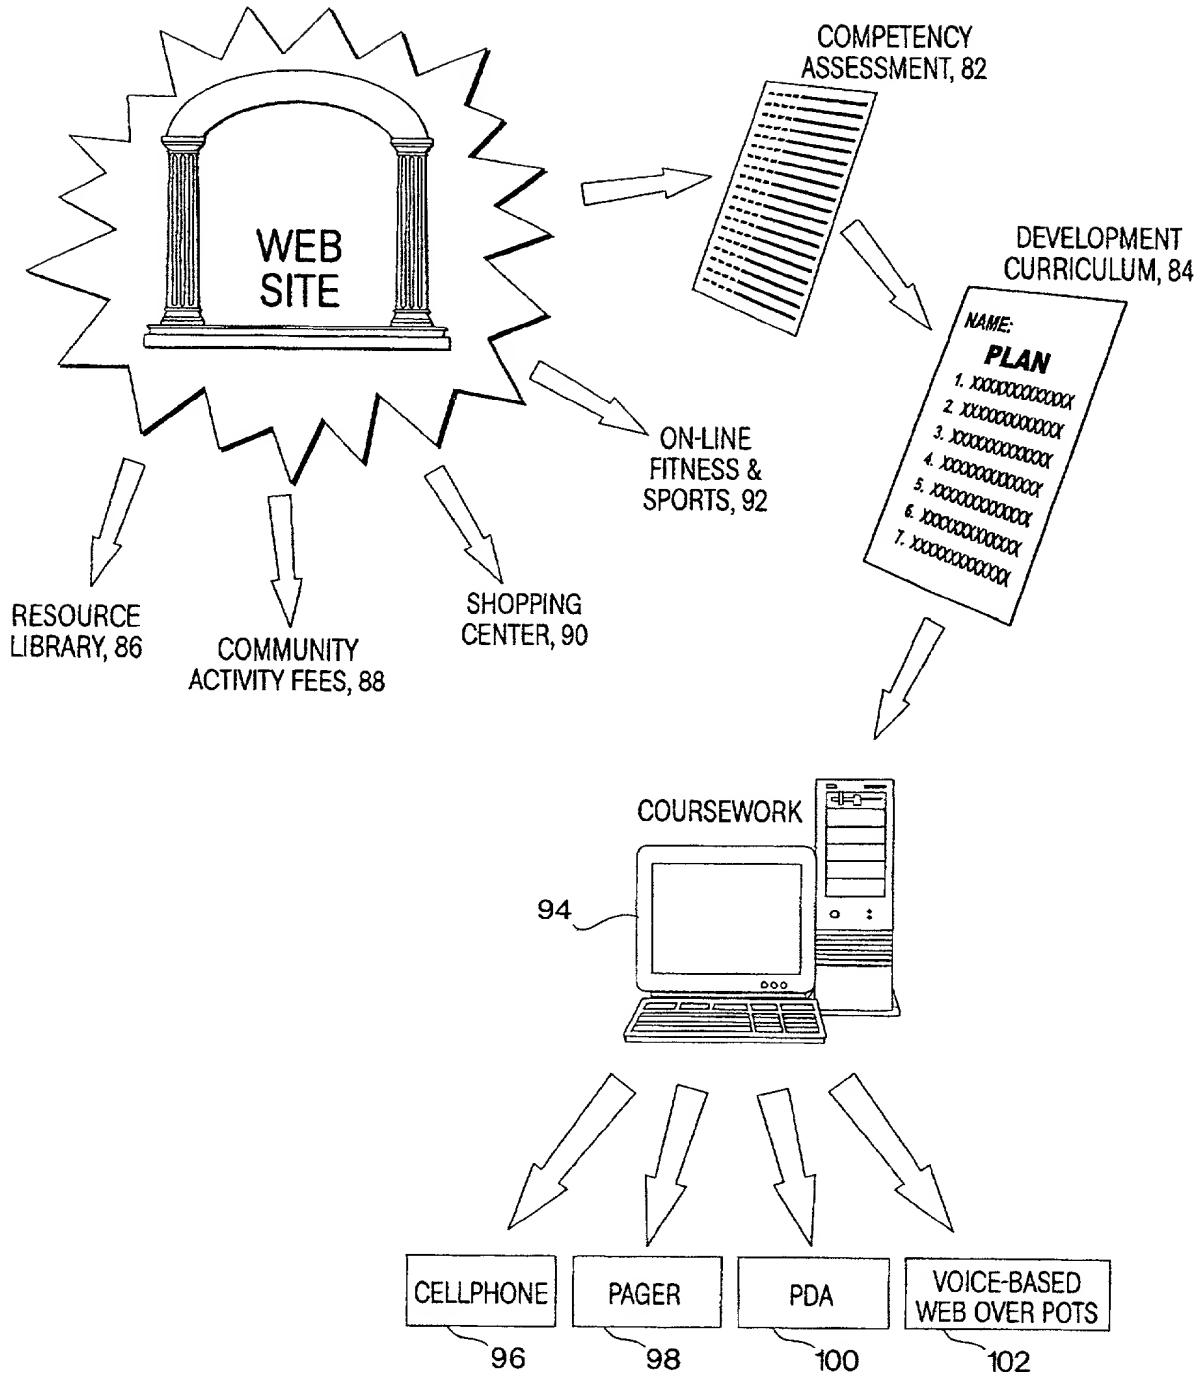 COMPETENCY
ASSESSMENT, 82
WEB
SITE
DEVELOPMENT
CURRICULUM, 84
NAME:
PLAN
1. XXXXXXXXXXXX
2. XXXXXXXXXXXX
3. XXXXXXXXXXXX
4. XXXXXXXXXXXX
5. XXXXXXXXXXXX
6. XXXXXXXXXXXX
7. XXXXXXXXXXXX
ON-LINE
FITNESS &
SPORTS, 92
RESOURCE
LIBRARY, 86
COMMUNITY
ACTIVITY FEES, 88
SHOPPING
CENTER, 90
COURSEWORK
94
CELLPHONE
96
PAGER
98
PDA
100
VOICE-BASED
WEB OVER POTS
102